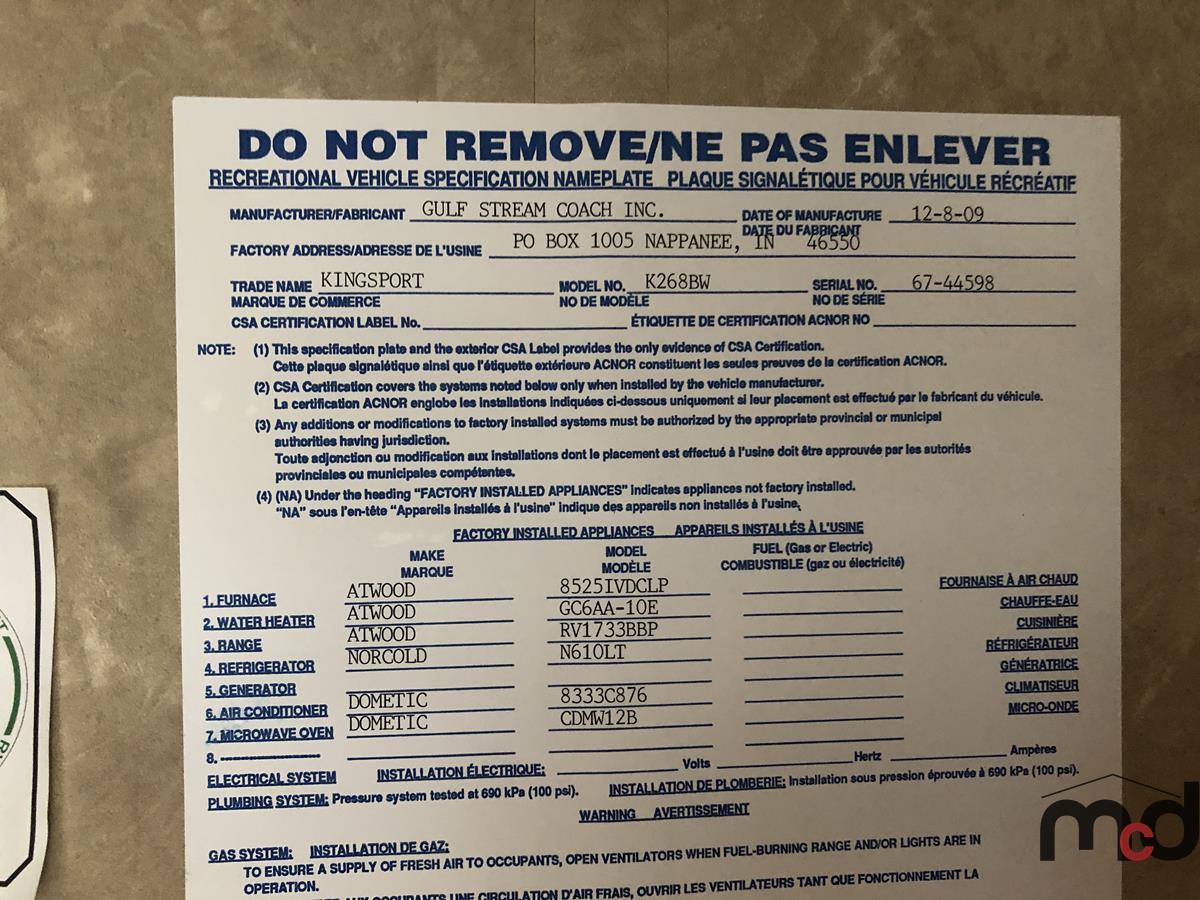 DO NOT REMOVE/NE PAS ENLEVER
RECREATIONAL VEHICLE SPECIFICATION NAMEPLATE PLAQUE SIGNALÉTIQUE POUR VÉHICULE RÉCRÉATIF
MANUFACTURER/FABRICANT GULF STREAM COACH INC. DATE OF MANUFACTURE 12-8-09
DATE DU FABRICANT
FACTORY ADDRESS/ADRESSE DE L'USINE PO BOX 1005 NAPPANEE, IN 46550
TRADE NAME KINGSPORT MODEL NO. K268BW SERIAL NO. 67-44598
MARQUE DE COMMERCE NO DE MODÈLE NO DE SÉRIE
CSA CERTIFICATION LABEL No. ÉTIQUETTE DE CERTIFICATION ACNOR NO
NOTE: (1) This specification plate and the exterior CSA Label provides the only evidence of CSA Certification.
Cette plaque signalétique ainsi que l'étiquette extérieure ACNOR constituent les seules preuves de la certification ACNOR.
(2) CSA Certification covers the systems noted below only when installed by the vehicle manufacturer.
La certification ACNOR englobe les installations indiquées ci-dessous uniquement si leur placement est effectué par le fabricant du véhicule.
(3) Any additions or modifications to factory installed systems must be authorized by the appropriate provincial or municipal
authorities having jurisdiction.
Toute adjonction ou modification aux installations dont le placement est effectué à l'usine doit être approuvée par les autorités
provinciales ou municipales compétentes.
(4) (NA) Under the heading "FACTORY INSTALLED APPLIANCES" indicates appliances not factory installed.
"NA" sous l'en-tête "Appareils installés à l'usine" indique des appareils non installés à l'usine.
FACTORY INSTALLED APPLIANCES APPAREILS INSTALLÉS À L'USINE
MAKE MODEL FUEL (Gas or Electric)
MARQUE MODÈLE COMBUSTIBLE (gaz ou électricité)
1. FURNACE ATWOOD 8525IVDCLP FOURNAISE À AIR CHAUD
2. WATER HEATER ATWOOD GC6AA-10E CHAUFFE-EAU
3. RANGE ATWOOD RV1733BBP CUISINIÈRE
4. REFRIGERATOR NORCOLD N610LT RÉFRIGÉRATEUR
5. GENERATOR GÉNÉRATRICE
6. AIR CONDITIONER DOMETIC 8333C876 CLIMATISEUR
7. MICROWAVE OVEN DOMETIC CDMW12B MICRO-ONDE
8.
ELECTRICAL SYSTEM INSTALLATION ÉLECTRIQUE: Volts Hertz Ampères
PLUMBING SYSTEM: Pressure system tested at 690 kPa (100 psi). INSTALLATION DE PLOMBERIE: Installation sous pression éprouvée à 690 kPa (100 psi).
WARNING AVERTISSEMENT
GAS SYSTEM: INSTALLATION DE GAZ:
TO ENSURE A SUPPLY OF FRESH AIR TO OCCUPANTS, OPEN VENTILATORS WHEN FUEL-BURNING RANGE AND/OR LIGHTS ARE IN
OPERATION.
AUX OCCUPANTS UNE CIRCULATION D'AIR FRAIS, OUVRIR LES VENTILATEURS TANT QUE FONCTIONNEMENT LA
mcd